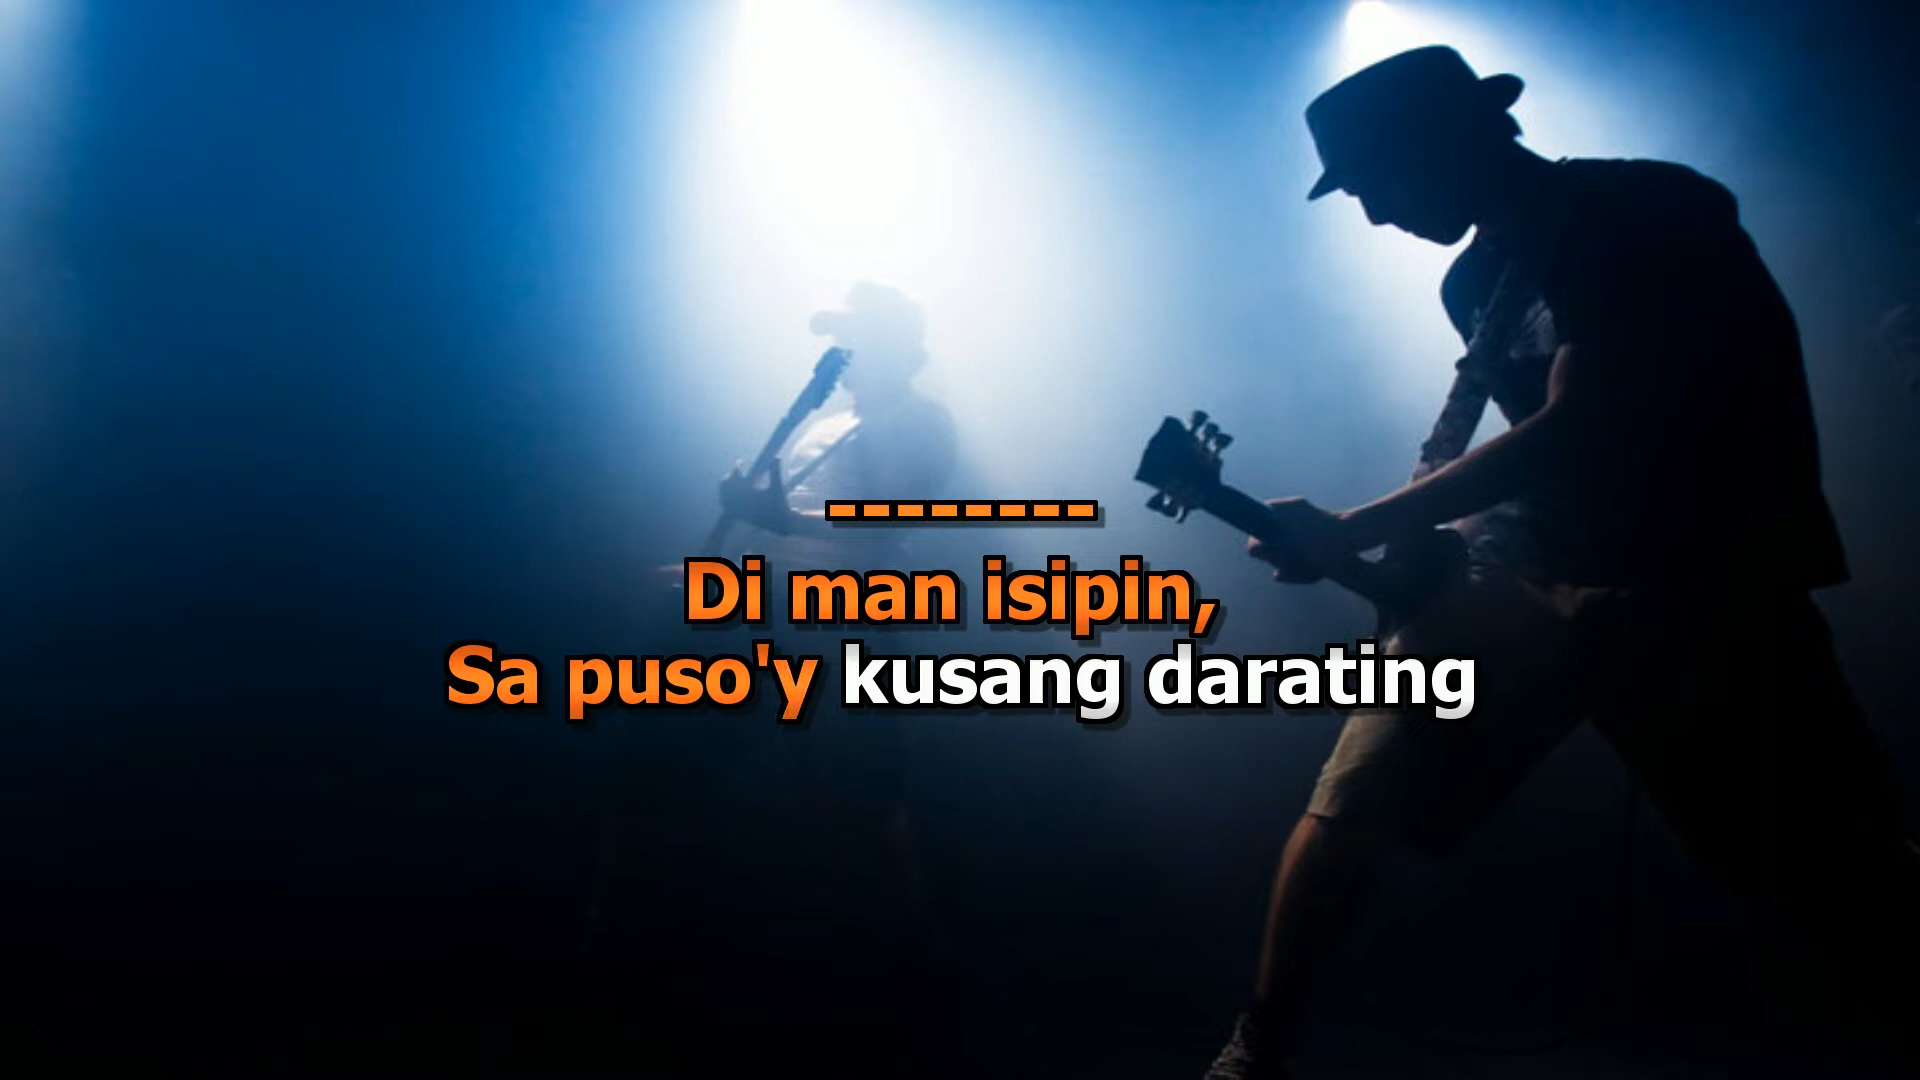 --------
Di man isipin,
Sa puso'y kusang darating